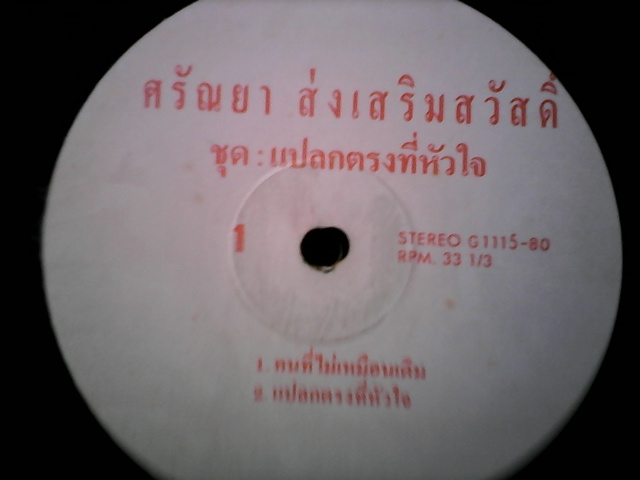 ศรัณยา ส่งเสริมสวัสดิ์
ชุด : แปลกตรงที่หัวใจ
1
STEREO G1115-80
RPM. 33 1/3
1. คนที่ไม่เหมือนเดิม
2. แปลกตรงที่หัวใจ